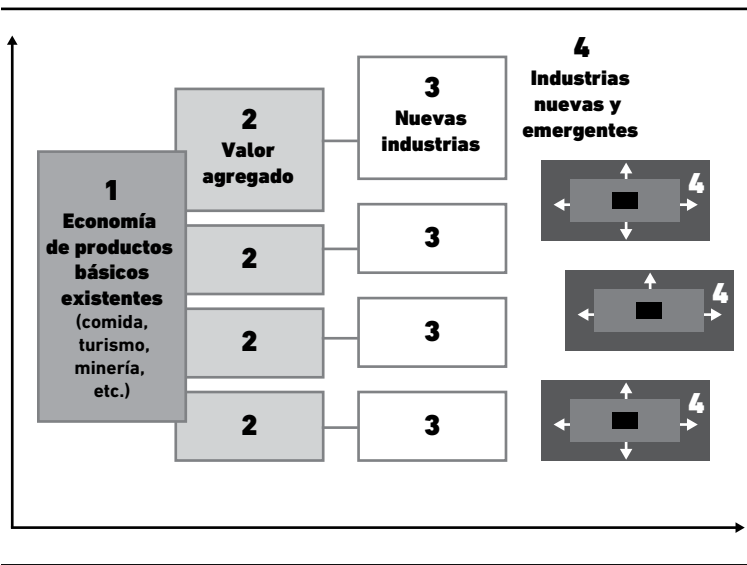 1
Economía
de productos
básicos
existentes
(comida,
turismo,
minería,
etc.)
2
Valor
agregado
2
2
2
3
Nuevas
industrias
3
3
3
4
Industrias
nuevas y
emergentes
4
4
4